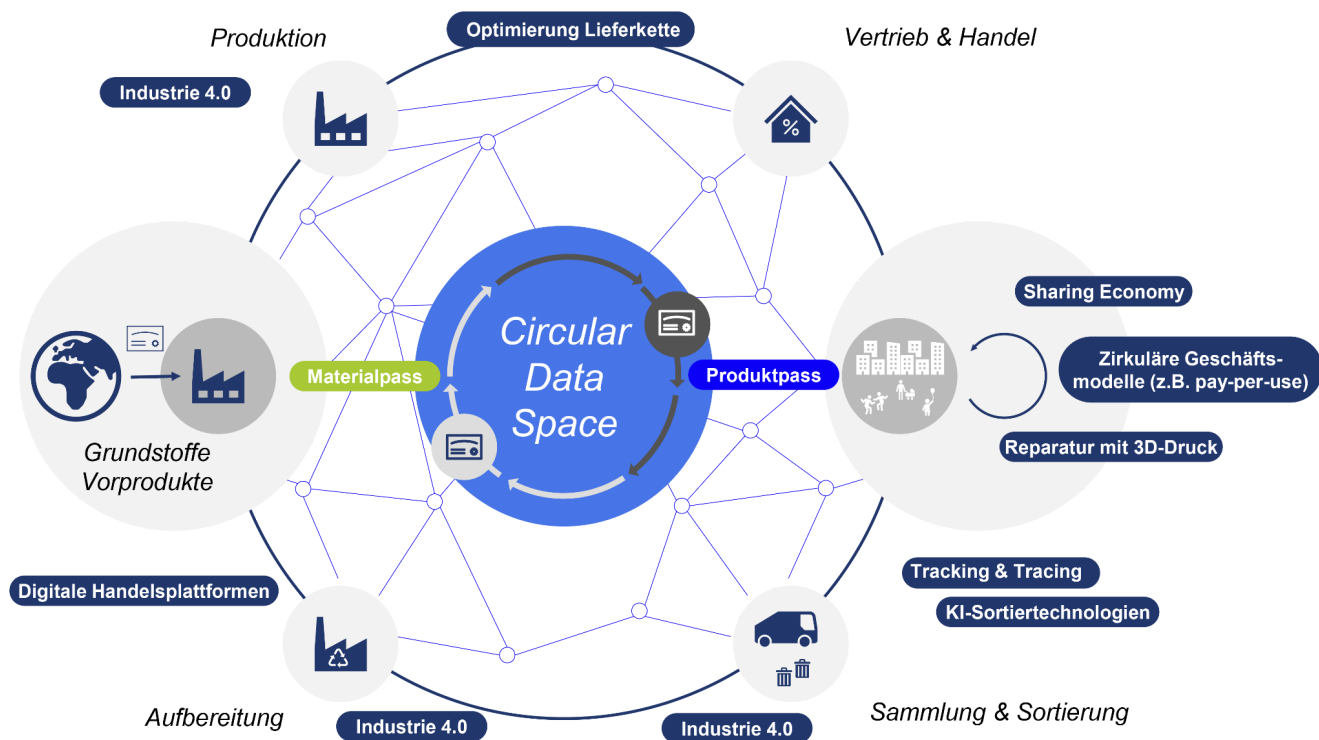 Produktion
Optimierung Lieferkette
Vertrieb & Handel
Industrie 4.0
%
Circular
Data
Space
Sharing Economy
Materialpass
Produktpass
Zirkuläre Geschäfts-
modelle (z.B. pay-per-use)
Grundstoffe
Vorprodukte
Reparatur mit 3D-Druck
Digitale Handelsplattformen
Tracking & Tracing
KI-Sortiertechnologien
Aufbereitung
Industrie 4.0
Industrie 4.0
Sammlung & Sortierung